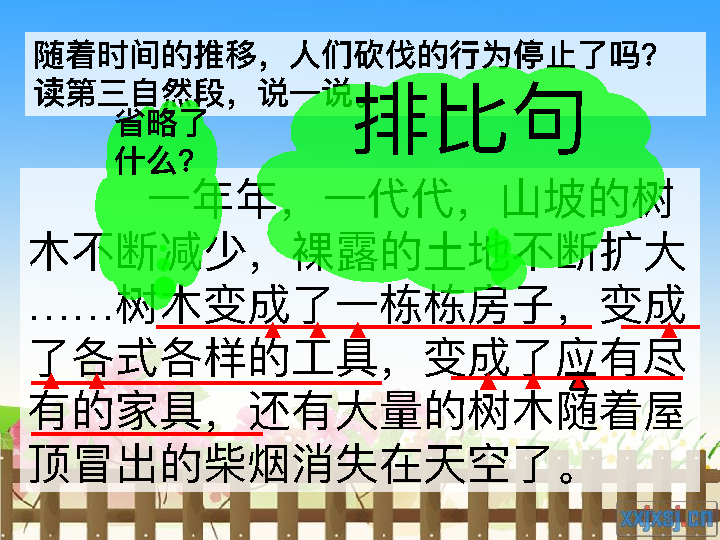 随着时间的推移，人们砍伐的行为停止了吗？
读第三自然段，说一说。
省略了
什么？
排比句
一年年，一代代，山坡的树
木不断减少，裸露的土地不断扩大
……树木变成了一栋栋房子，变成
了各式各样的工具，变成了应有尽
有的家具，还有大量的树木随着屋
顶冒出的柴烟消失在天空了。
xxjxsj.cn